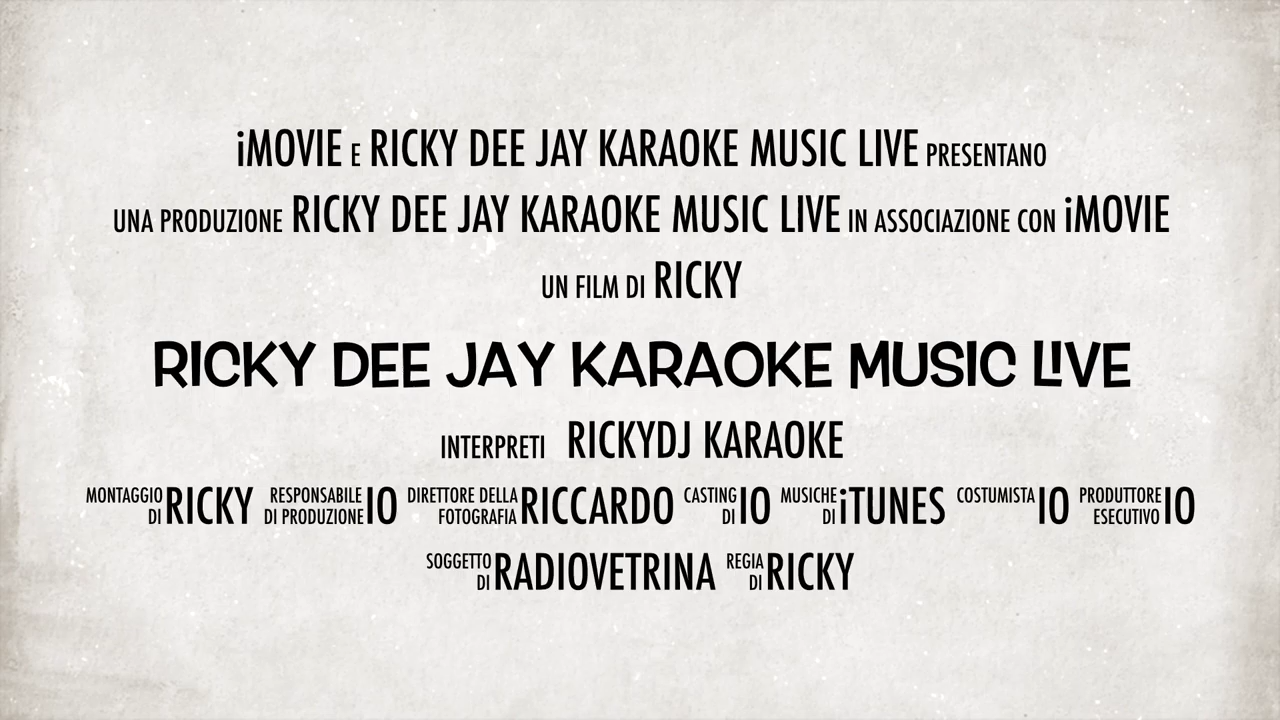 iMOVIE E RICKY DEE JAY KARAOKE MUSIC LIVE PRESENTANO
UNA PRODUZIONE RICKY DEE JAY KARAOKE MUSIC LIVE IN ASSOCIAZIONE CON iMOVIE
UN FILM DI RICKY
RICKY DEE JAY KARAOKE MUSIC LIVE
INTERPRETI RICKYDJ KARAOKE
MONTAGGIO DI RICKY RESPONSABILE DI PRODUZIONE IO DIRETTORE DELLA FOTOGRAFIA RICCARDO CASTING DI IO MUSICHE DI iTUNES COSTUMISTA IO PRODUTTORE ESECUTIVO IO
SOGGETTO DI RADIOVETRINA REGIA DI RICKY